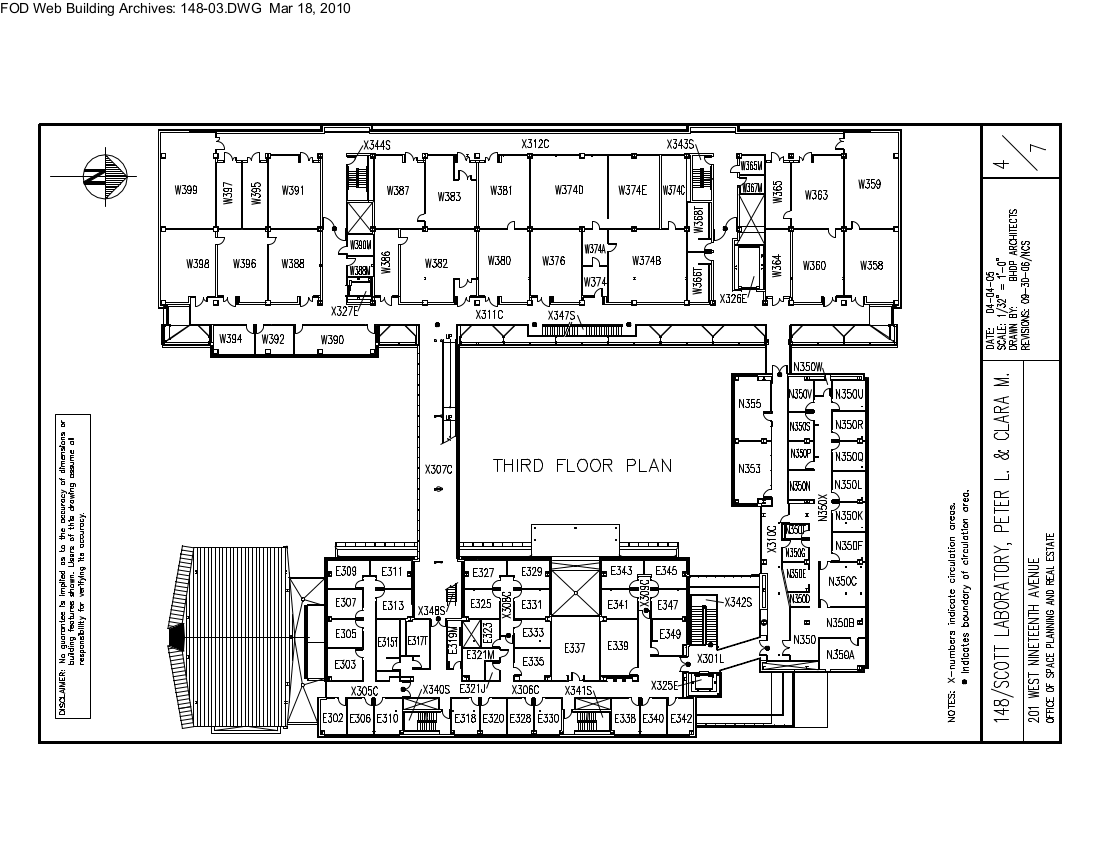 FOD Web Building Archives: 148-03.DWG  Mar 18, 2010
X344S
X312C
X343S
W399
W397
W395
W391
W387
W383
W381
W374D
W374E
W374C
W368T
W365M
W367M
W365
W363
W359
W398
W396
W388
W390M
W388M
W386
W382
W380
W376
W374A
W374
W374B
W366T
W364
W360
W358
X327E
X311C
X347S
X326E
W394
W392
W390
UP
UP
N
N350W
N355
N350V
N350U
N350S
N350R
N353
N350P
N350Q
N350N
N350L
N350X
N350K
X310C
N350G
N350F
N350E
N350C
N350D
N350B
N350
N350A
X307C
THIRD FLOOR PLAN
E309
E311
E327
E329
E343
E345
E307
E313
X348S
E325
X308C
E331
E341
X309C
E347
X342S
E305
E315T
E317T
E319M
E323
E333
E337
E339
E349
E303
E321M
E335
X301L
X305C
X340S
E321J
X306C
X341S
X325E
E302
E306
E310
E318
E320
E328
E330
E338
E340
E342
DISCLAIMER: No guarantee is implied as to the accuracy of dimensions or
building features shown. Users of this drawing assume all
responsibility for verifying its accuracy.
NOTES: X-numbers indicate circulation areas.
* indicates boundary of circulation area.
4/7
DATE: 04-04-05
SCALE: 1/32" = 1'-0"
DRAWN BY: BHDP ARCHITECTS
REVISIONS: 09-30-06/NCS
148/SCOTT LABORATORY, PETER L. & CLARA M.
201 WEST NINETEENTH AVENUE
OFFICE OF SPACE PLANNING AND REAL ESTATE